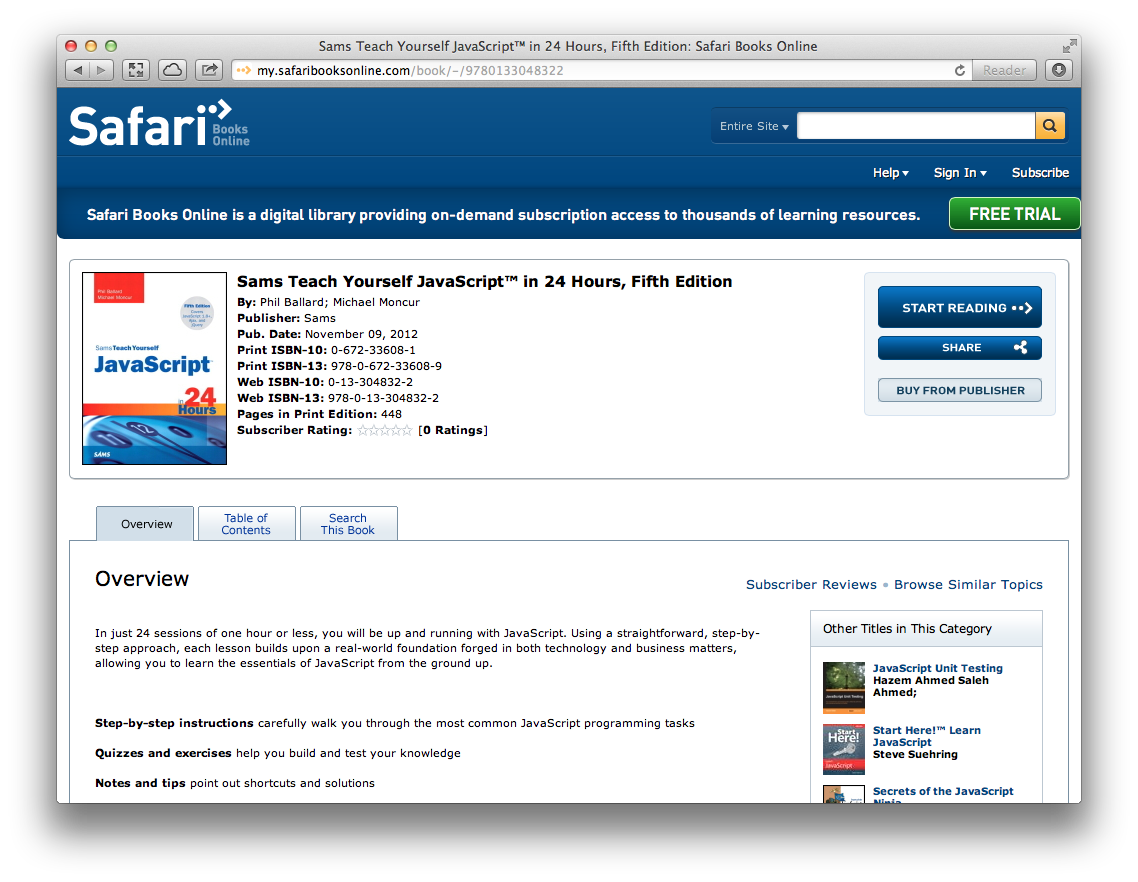 Sams Teach Yourself JavaScript™ in 24 Hours, Fifth Edition: Safari Books Online
my.safaribooksonline.com/book/-/9780133048322
Reader
Safari
Books
Online
Entire Site
Help
Sign In
Subscribe
Safari Books Online is a digital library providing on-demand subscription access to thousands of learning resources.
FREE TRIAL
Phil Ballard
Michael Moncur
Fifth Edition
Sams Teach Yourself
JavaScript™
in 24
Hours
SAMS
Sams Teach Yourself JavaScript™ in 24 Hours, Fifth Edition
By: Phil Ballard; Michael Moncur
Publisher: Sams
Pub. Date: November 09, 2012
Print ISBN-10: 0-672-33608-1
Print ISBN-13: 978-0-672-33608-9
Web ISBN-10: 0-13-304832-2
Web ISBN-13: 978-0-13-304832-2
Pages in Print Edition: 448
Subscriber Rating: [0 Ratings]
START READING
SHARE
BUY FROM PUBLISHER
Overview
Table of
Contents
Search
This Book
Overview
Subscriber Reviews • Browse Similar Topics
In just 24 sessions of one hour or less, you will be up and running with JavaScript. Using a straightforward, step-by-
step approach, each lesson builds upon a real-world foundation forged in both technology and business matters,
allowing you to learn the essentials of JavaScript from the ground up.
Step-by-step instructions carefully walk you through the most common JavaScript programming tasks
Quizzes and exercises help you build and test your knowledge
Notes and tips point out shortcuts and solutions
Other Titles in This Category
JavaScript Unit Testing
Hazem Ahmed Saleh
Ahmed;
Start
Here!
JavaScript
Start Here!™ Learn
JavaScript
Steve Suehring
Secrets of the JavaScript
Ninja